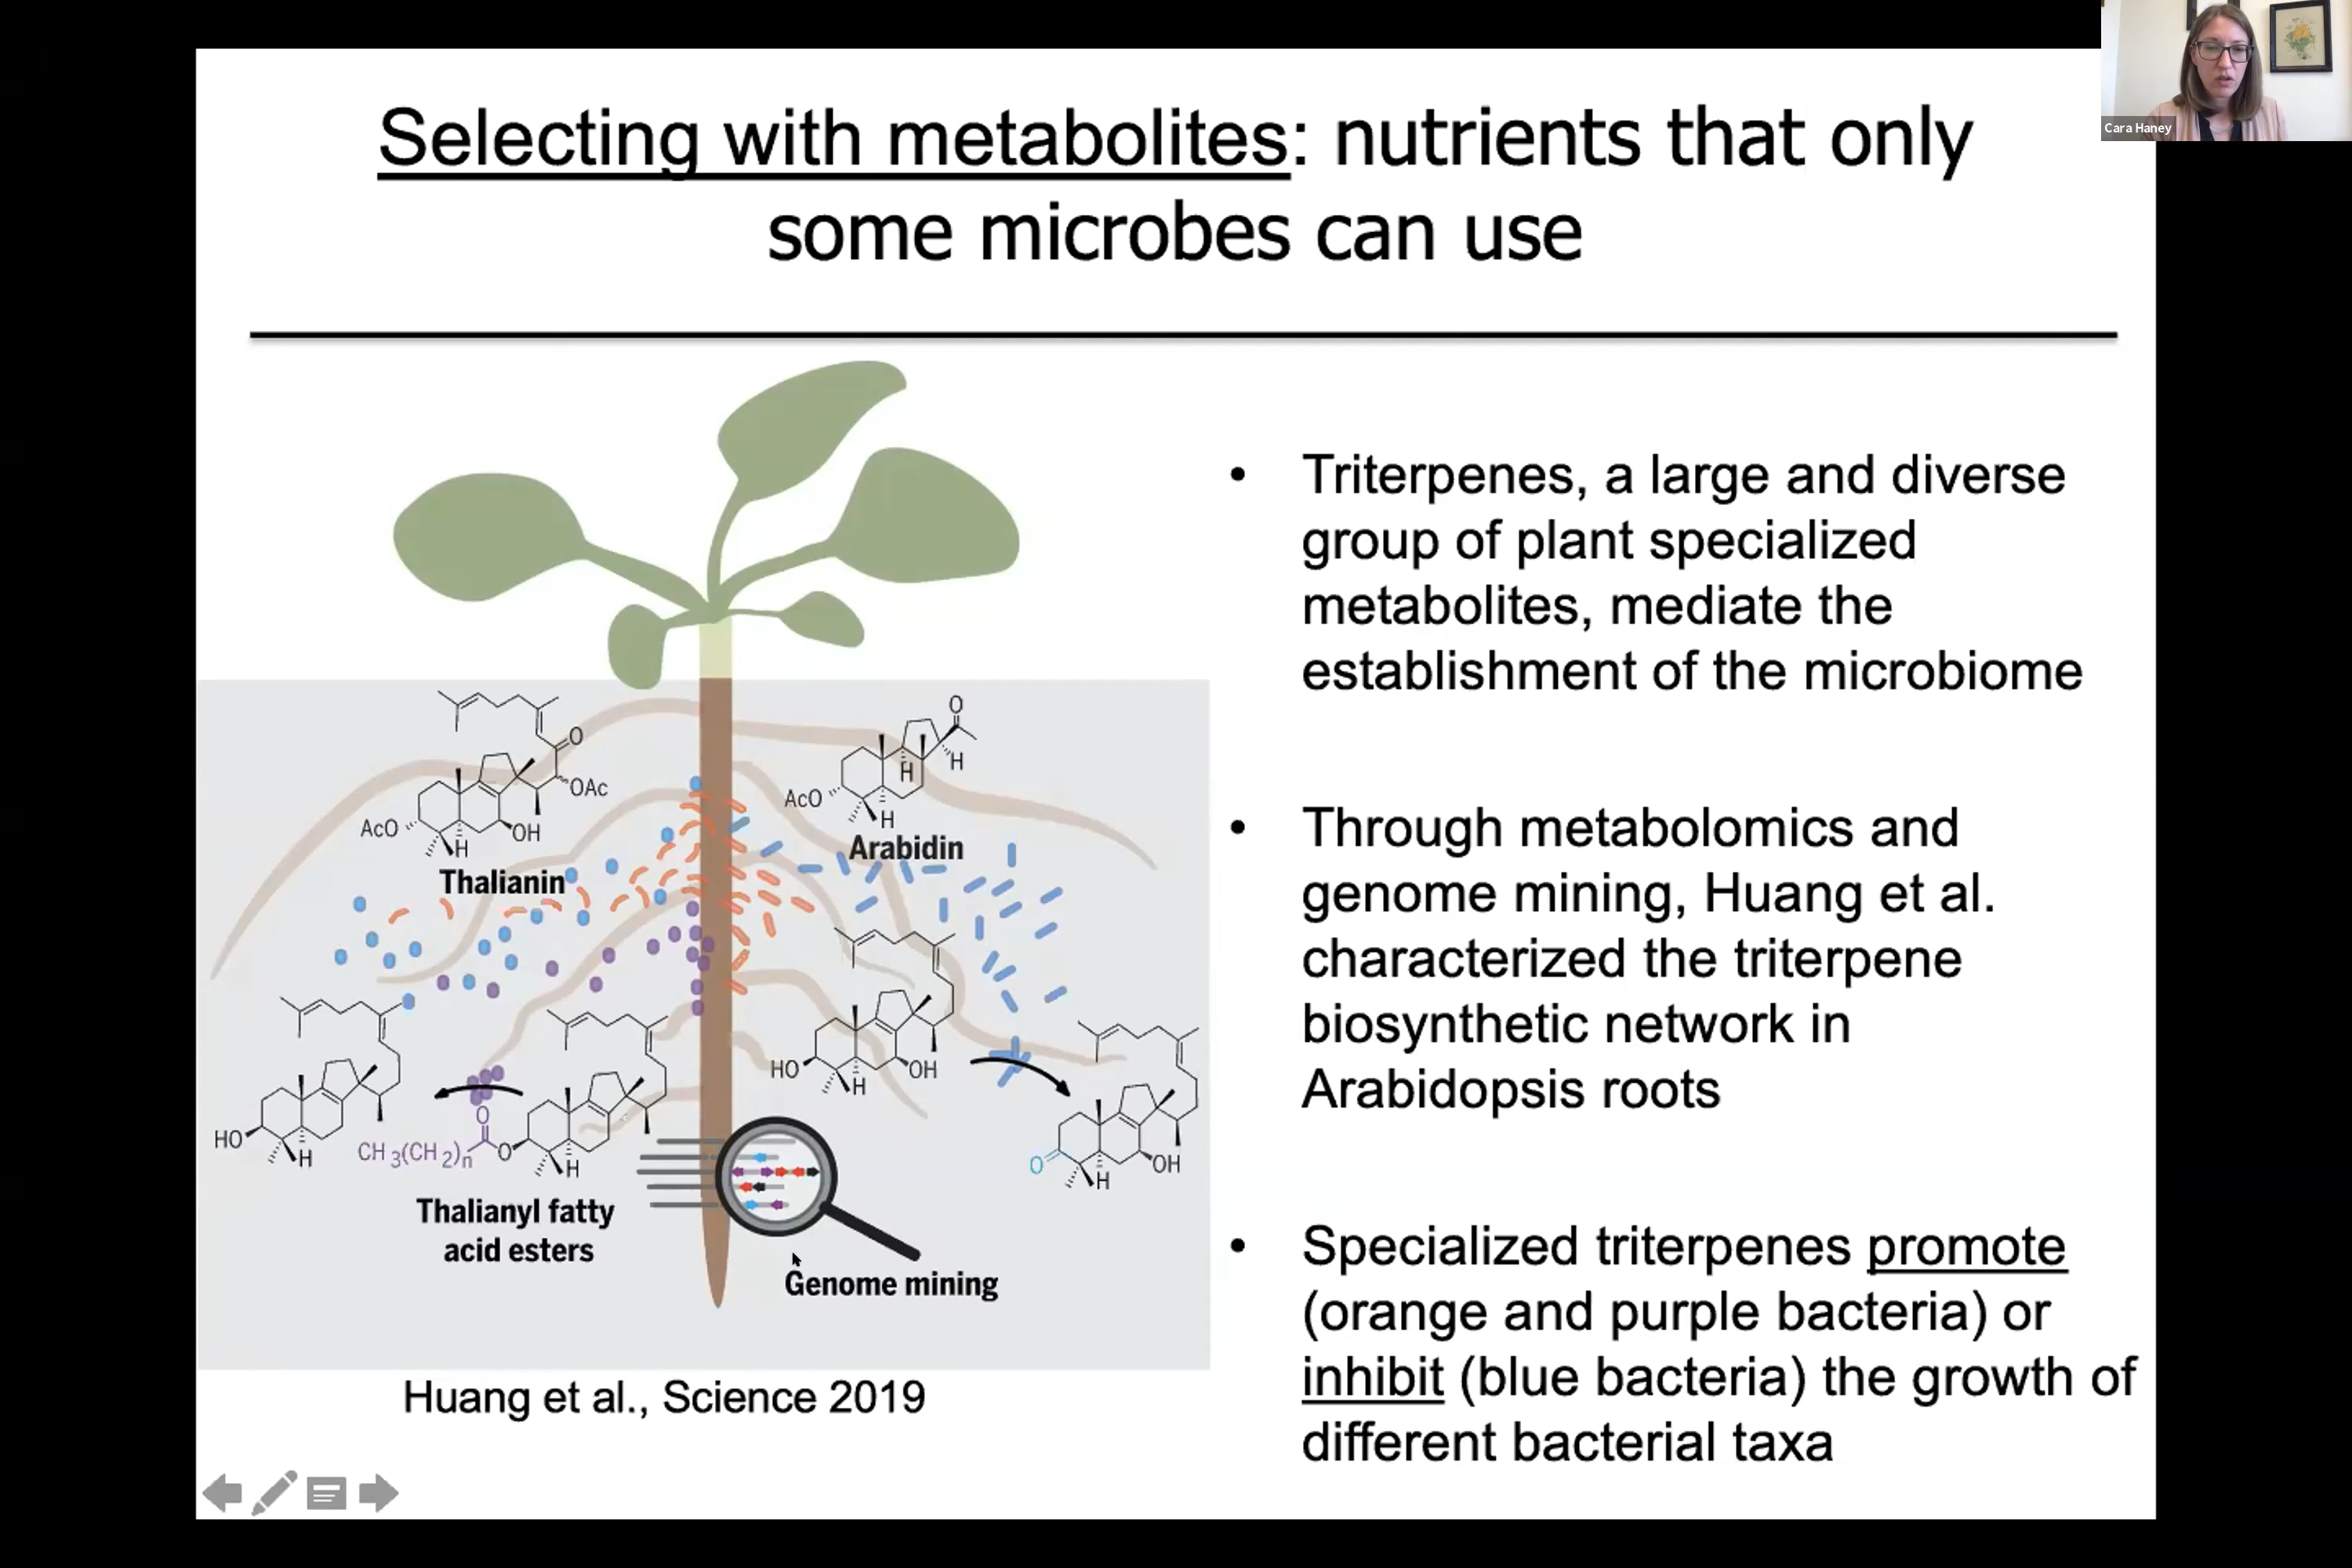 Cara Haney
Selecting with metabolites: nutrients that only
some microbes can use
O
O
OAc
AcO
OH
H
Thalianin
O
H
H
AcO
H
Arabidin
HO
H
O
CH3(CH2)n
O
H
Thalianyl fatty
acid esters
HO
OH
H
O
OH
H
Genome mining
Huang et al., Science 2019
• Triterpenes, a large and diverse
group of plant specialized
metabolites, mediate the
establishment of the microbiome
• Through metabolomics and
genome mining, Huang et al.
characterized the triterpene
biosynthetic network in
Arabidopsis roots
• Specialized triterpenes promote
(orange and purple bacteria) or
inhibit (blue bacteria) the growth of
different bacterial taxa